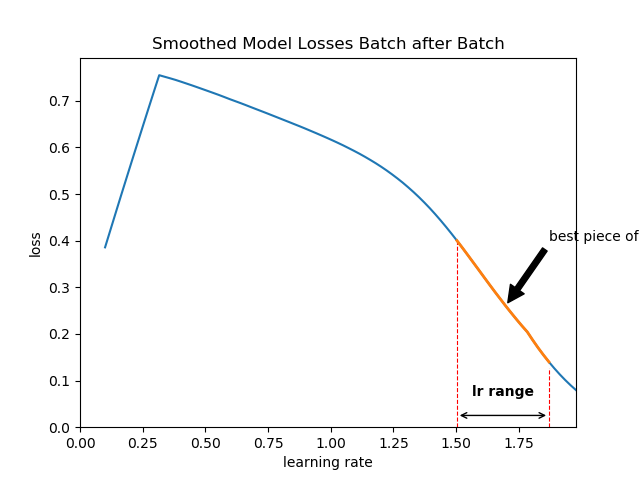 Smoothed Model Losses Batch after Batch
loss
0.7
0.6
0.5
0.4
0.3
0.2
0.1
0.0
best piece of
lr range
0.00 0.25 0.50 0.75 1.00 1.25 1.50 1.75
learning rate